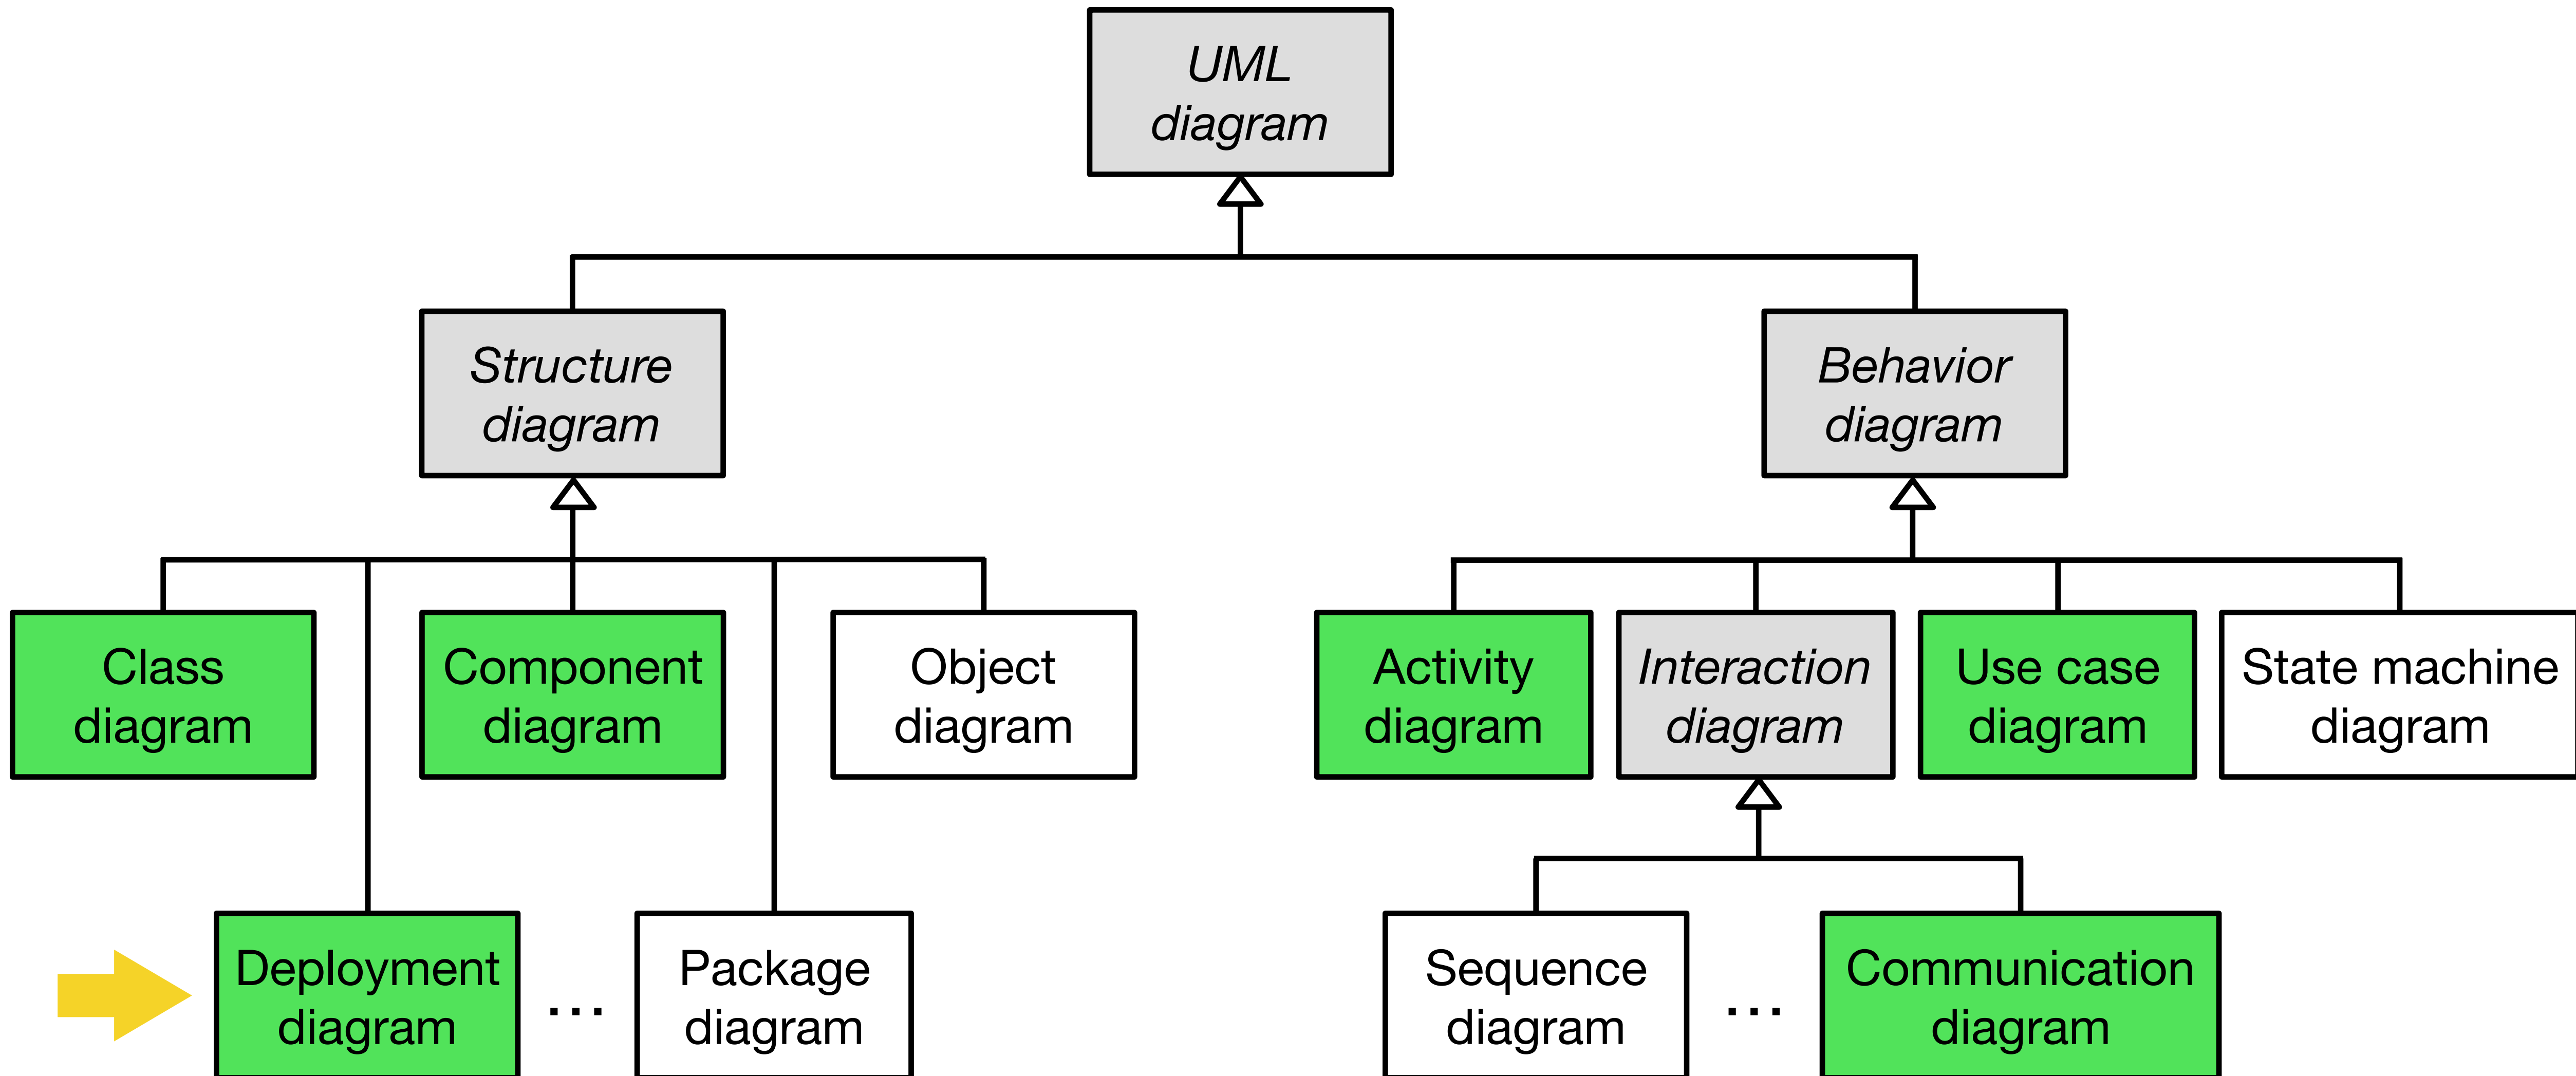 UML
diagram
Structure
diagram
Behavior
diagram
Class
diagram
Component
diagram
Object
diagram
Activity
diagram
Interaction
diagram
Use case
diagram
State machine
diagram
Deployment
diagram
...
Package
diagram
Sequence
diagram
...
Communication
diagram